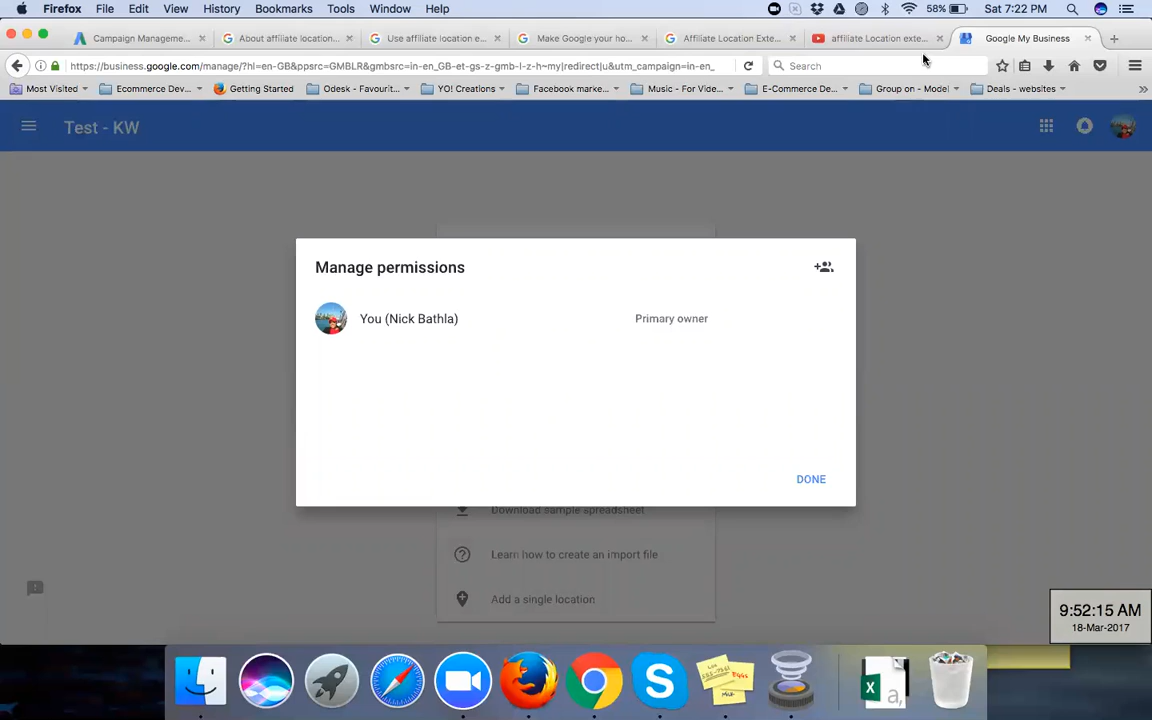 Firefox File Edit View History Bookmarks Tools Window Help 58% Sat 7:22 PM
Campaign Manageme... About affiliate location... Use affiliate location e... Make Google your ho... Affiliate Location Exte... affiliate Location exte... Google My Business
https://business.google.com/manage/?hl=en-GB&ppsrc=GMBLR&gmbsrc=in-en_GB-et-gs-z-gmb-l-z-h~my|redirect|u&utm_campaign=in-en_ Search
Most Visited Ecommerce Dev... Getting Started Odesk - Favourit... YO! Creations Facebook marke... Music - For Vide... E-Commerce De... Group on - Model Deals - websites
Test - KW
Manage permissions
You (Nick Bathla) Primary owner
DONE
Download sample spreadsheet
Learn how to create an import file
Add a single location
9:52:15 AM
18-Mar-2017
a,